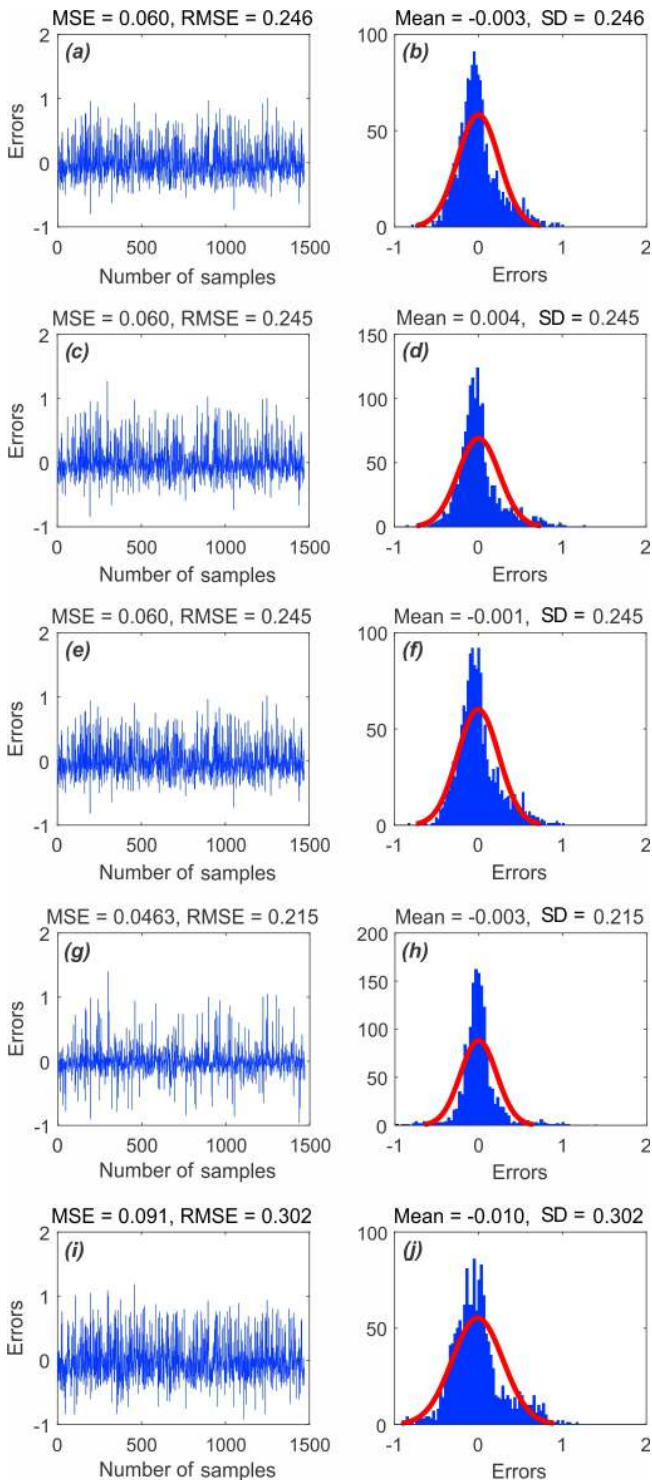 MSE = 0.060, RMSE = 0.246
Mean = -0.003, SD = 0.246
2
(a)
1
Errors
0
-1
0 500 1000 1500
Number of samples
100
(b)
50
0
-1 0 1 2
Errors
MSE = 0.060, RMSE = 0.245
Mean = 0.004, SD = 0.245
2
(c)
1
Errors
0
-1
0 500 1000 1500
Number of samples
150
(d)
100
50
0
-1 0 1 2
Errors
MSE = 0.060, RMSE = 0.245
Mean = -0.001, SD = 0.245
2
(e)
1
Errors
0
-1
0 500 1000 1500
Number of samples
100
(f)
50
0
-1 0 1 2
Errors
MSE = 0.0463, RMSE = 0.215
Mean = -0.003, SD = 0.215
2
(g)
1
Errors
0
-1
0 500 1000 1500
Number of samples
200
(h)
150
100
50
0
-1 0 1 2
Errors
MSE = 0.091, RMSE = 0.302
Mean = -0.010, SD = 0.302
2
(i)
1
Errors
0
-1
0 500 1000 1500
Number of samples
100
(j)
50
0
-1 0 1 2
Errors